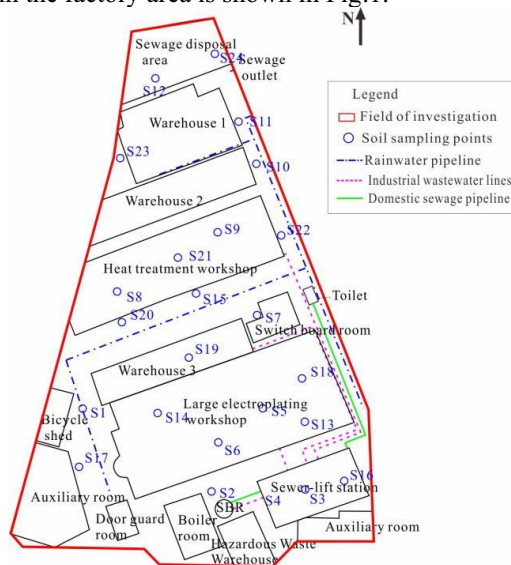 in the factory area is shown in Fig.1.
N
Sewage disposal
area
S24
Sewage
outlet
S12
Legend
Field of investigation
Soil sampling points
Rainwater pipeline
Industrial wastewater lines
Domestic sewage pipeline
Warehouse 1
S11
S23
S10
Warehouse 2
S9
S22
S21
Heat treatment workshop
S8
S15
Toilet
S20
S7
Switch board room
S19
Warehouse 3
S18
S1
Large electroplating
S5
S14
workshop
S13
Bicycle
shed
S6
S17
S16
Auxiliary room
S2
Sewer-lift station
S3
S4
SBR
Door guard
room
Boiler
room
Auxiliary room
Hazardous Waste
Warehouse